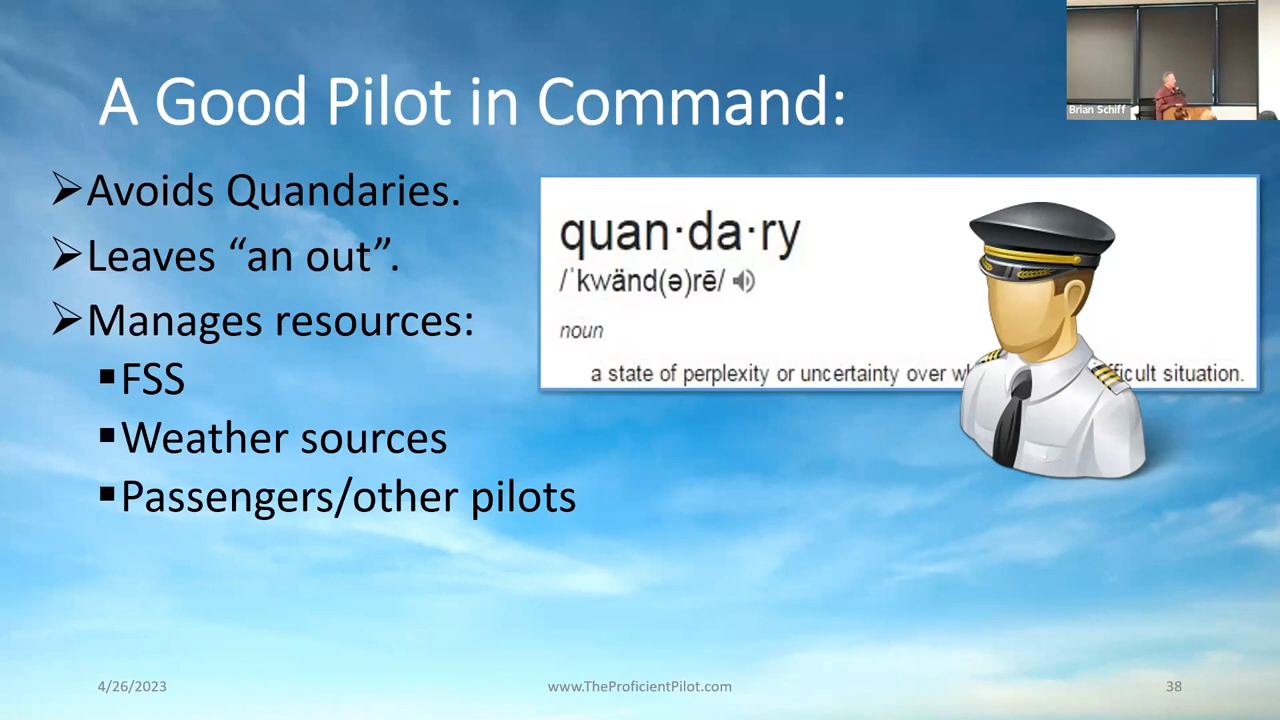 A Good Pilot in Command:
Brian Schiff
➢Avoids Quandaries.
➢Leaves “an out”.
➢Manages resources:
▪FSS
▪Weather sources
▪Passengers/other pilots
quan·da·ry
/ˈkwänd(ə)rē/
noun
a state of perplexity or uncertainty over situation.
4/26/2023
www.TheProficientPilot.com
38